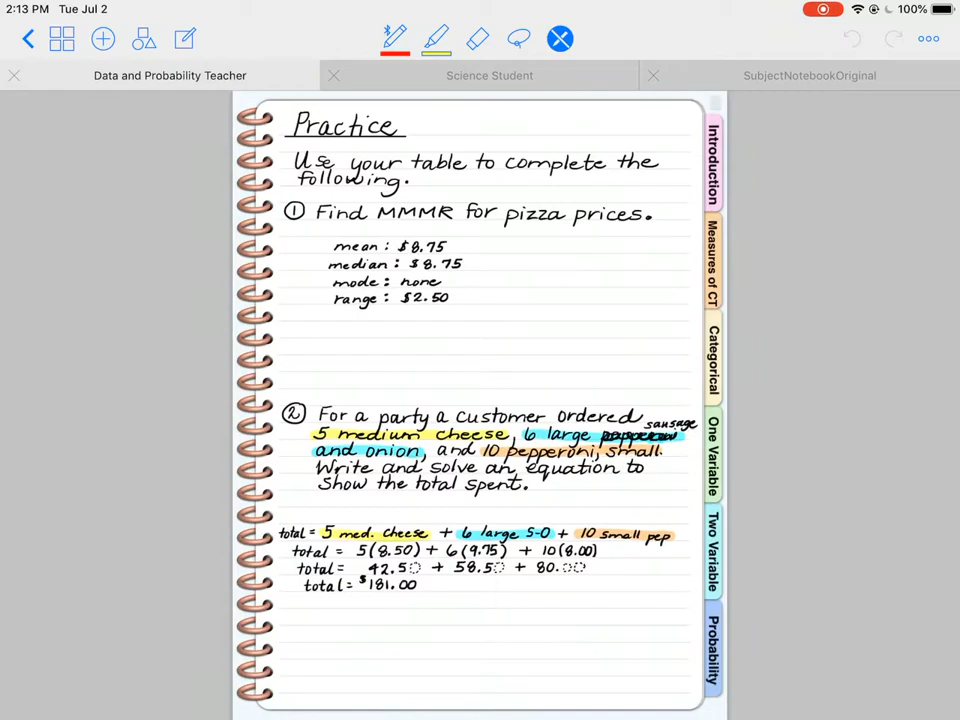 2:13 PM Tue Jul 2
100%
Data and Probability Teacher
Science Student
SubjectNotebookOriginal
Practice
Use your table to complete the
following.
① Find MMMR for pizza prices.
mean: $8.75
median: $8.75
mode: none
range: $2.50
② For a party a customer ordered
sausage
5 medium cheese, 6 large
and onion, and 10 pepperoni, small.
Write and solve an equation to
show the total spent.
total = 5 med. cheese + 6 large S-O + 10 small pep
total = 5(8.50) + 6(9.75) + 10(8.00)
total = 42.50 + 58.50 + 80.00
total = $181.00
Introduction
Measures of CT
Categorical
One Variable
Two Variable
Probability